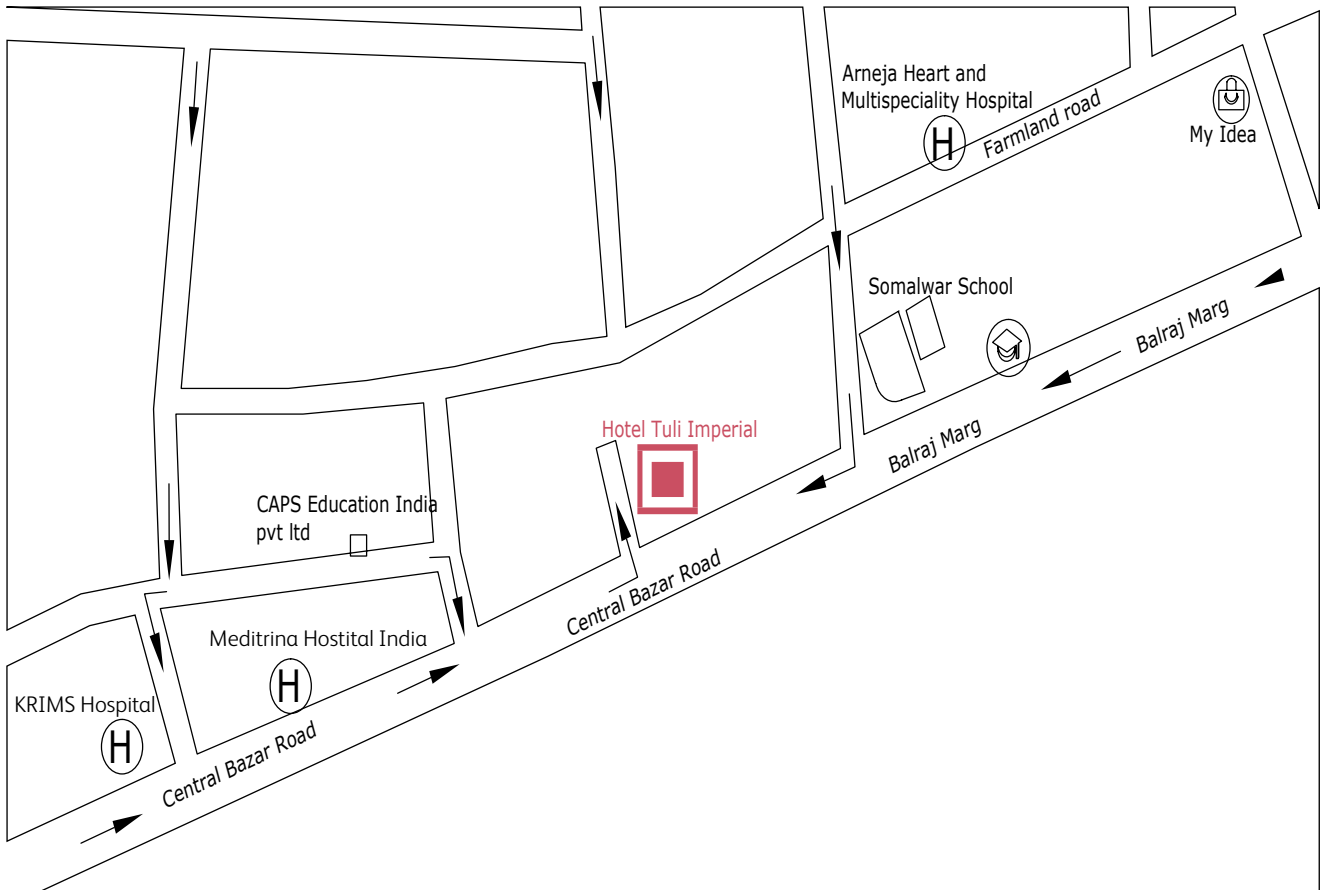 Arneja Heart and
Multispeciality Hospital
H
Farmland road
My Idea
Somalwar School
Balraj Marg
Balraj Marg
Hotel Tuli Imperial
CAPS Education India
pvt ltd
Central Bazar Road
Meditrina Hostital India
H
KRIMS Hospital
H
Central Bazar Road